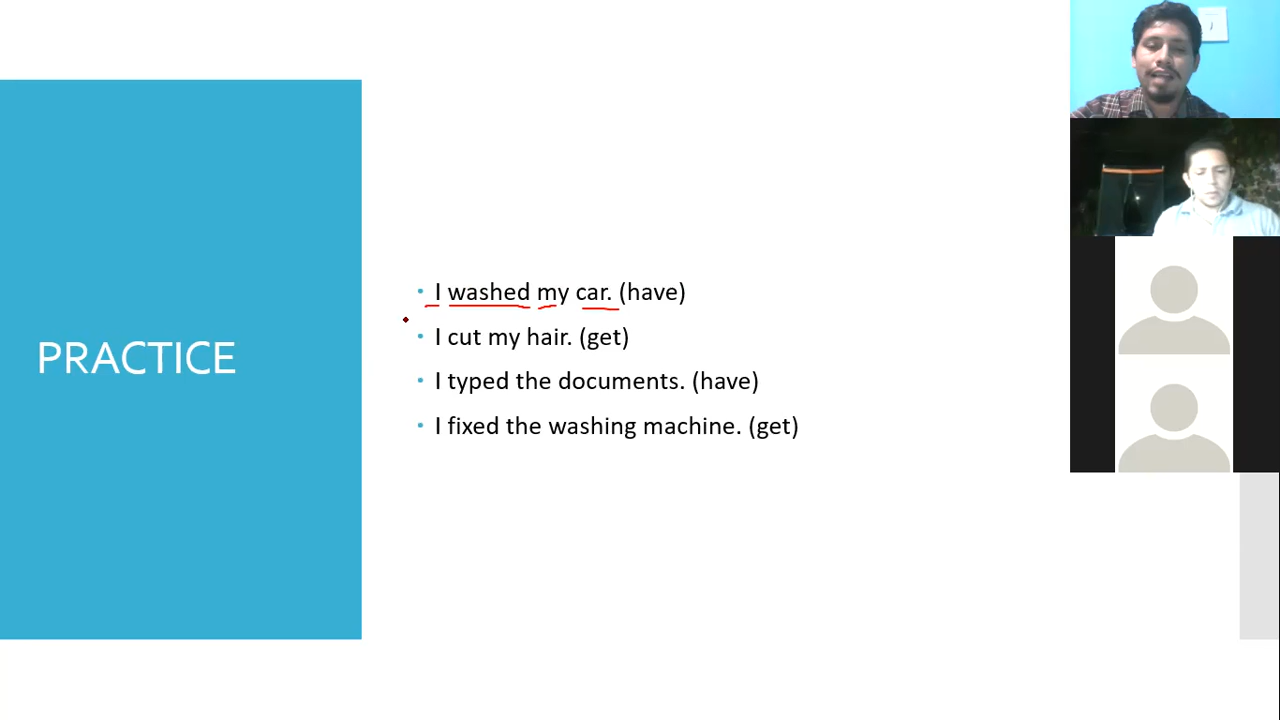 PRACTICE
• I washed my car. (have)
• I cut my hair. (get)
• I typed the documents. (have)
• I fixed the washing machine. (get)